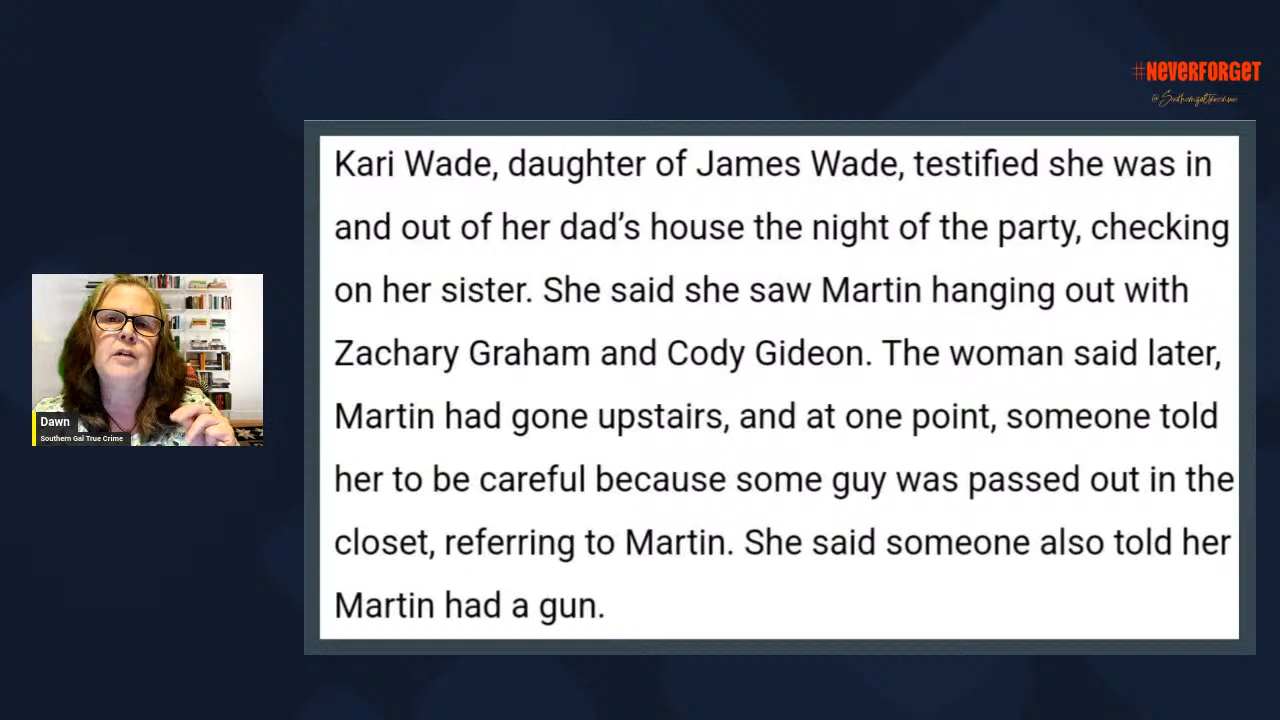 #NEVERFORGET
@Southerngaltruecrime
Kari Wade, daughter of James Wade, testified she was in
and out of her dad’s house the night of the party, checking
on her sister. She said she saw Martin hanging out with
Zachary Graham and Cody Gideon. The woman said later,
Martin had gone upstairs, and at one point, someone told
her to be careful because some guy was passed out in the
closet, referring to Martin. She said someone also told her
Martin had a gun.
Dawn
Southern Gal True Crime